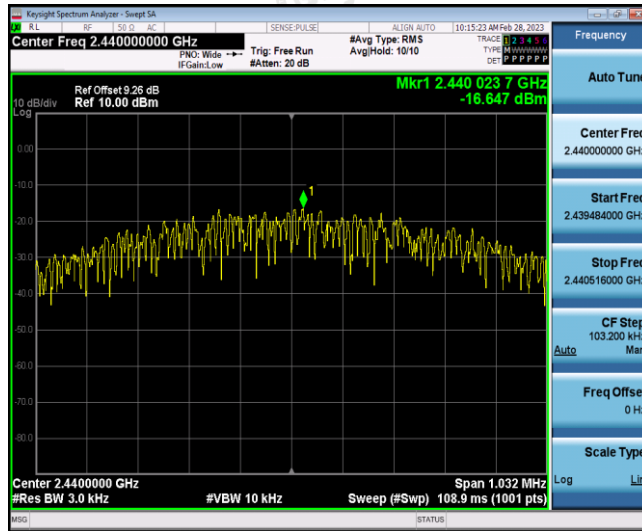 Keysight Spectrum Analyzer - Swept SA
RL RF 50 Ω AC SENSE:PULSE ALIGN AUTO 10:15:23 AM Feb 28, 2023
Center Freq 2.440000000 GHz
PNO: Wide
IFGain:Low
Trig: Free Run
#Atten: 20 dB
#Avg Type: RMS
Avg|Hold: 10/10
TRACE 1 2 3 4 5 6
TYPE M WWWWW
DET P P P P P P
Mkr1 2.440 023 7 GHz
-16.647 dBm
Ref Offset 9.26 dB
Ref 10.00 dBm
10 dB/div
Log
0.00
-10.0
1
-20.0
-30.0
-40.0
-50.0
-60.0
-70.0
-80.0
Center 2.4400000 GHz
Span 1.032 MHz
#Res BW 3.0 kHz
#VBW 10 kHz
Sweep (#Swp) 108.9 ms (1001 pts)
MSG
STATUS
Frequency
Auto Tune
Center Freq
2.440000000 GHz
Start Freq
2.439484000 GHz
Stop Freq
2.440516000 GHz
CF Step
103.200 kHz
Auto Man
Freq Offset
0 Hz
Scale Type
Log Lin